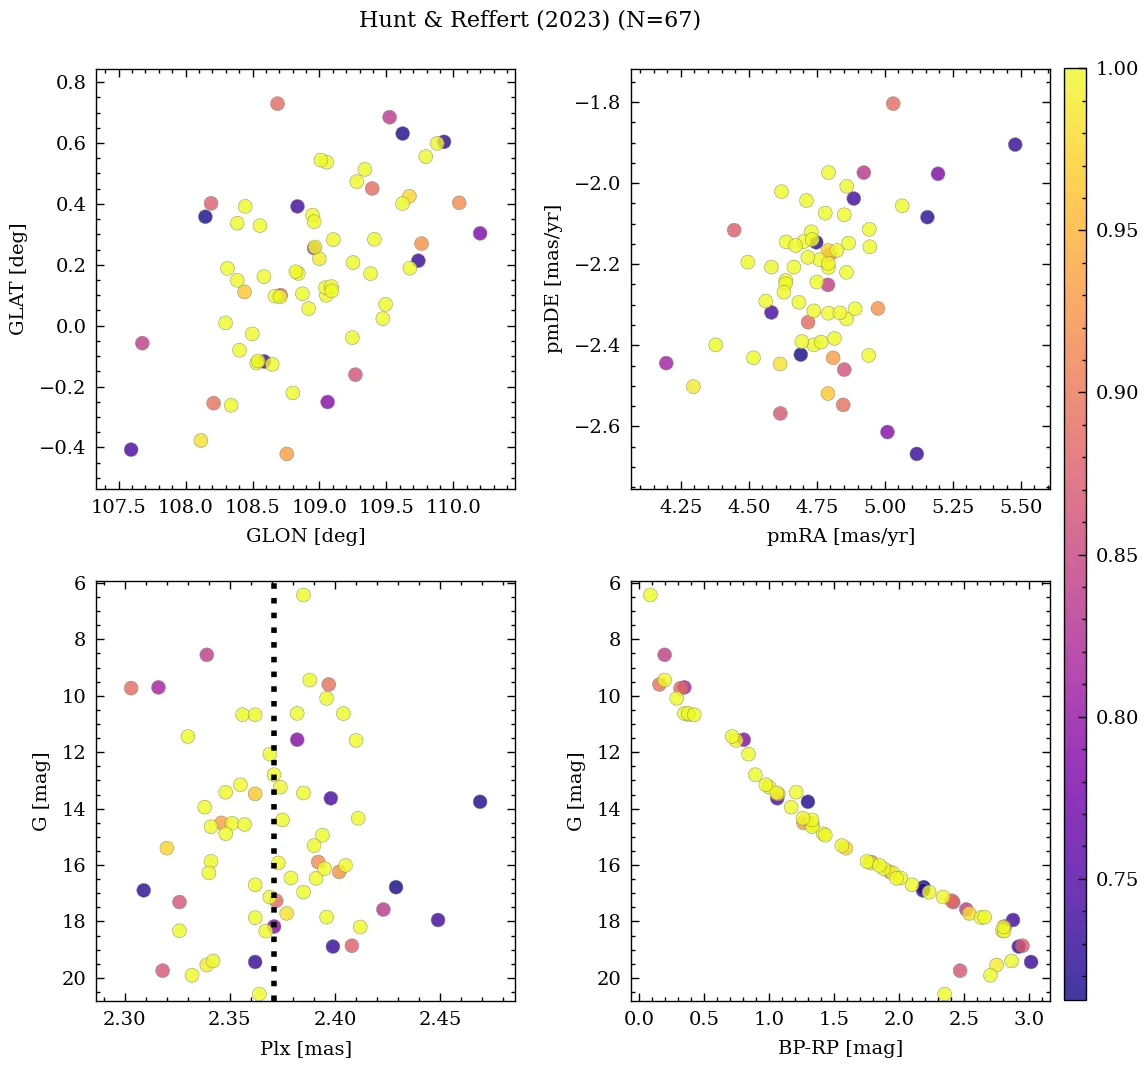 Hunt & Reffert (2023) (N=67)
0.8
0.6
0.4
0.2
0.0
−0.2
−0.4
GLAT [deg]
107.5 108.0 108.5 109.0 109.5 110.0
GLON [deg]
−1.8
−2.0
−2.2
−2.4
−2.6
pmDE [mas/yr]
4.25 4.50 4.75 5.00 5.25 5.50
pmRA [mas/yr]
6
8
10
12
14
16
18
20
G [mag]
2.30 2.35 2.40 2.45
Plx [mas]
6
8
10
12
14
16
18
20
G [mag]
0.0 0.5 1.0 1.5 2.0 2.5 3.0
BP-RP [mag]
1.00
0.95
0.90
0.85
0.80
0.75